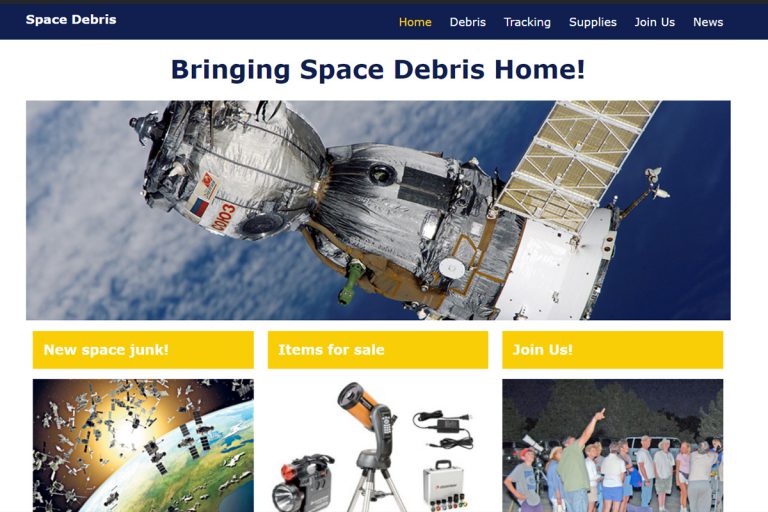 Space Debris
Home Debris Tracking Supplies Join Us News
Bringing Space Debris Home!
СОЮЗ
New space junk!
Items for sale
Join Us!